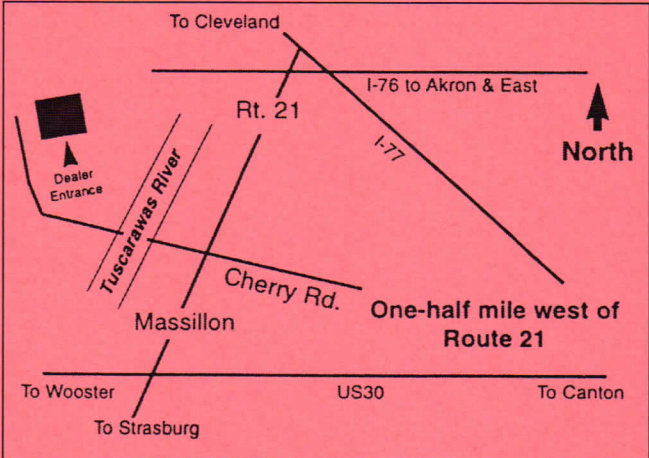 To Cleveland
I-76 to Akron & East
Rt. 21
I-77
North
Dealer
Entrance
Tuscarawas River
Cherry Rd.
One-half mile west of
Route 21
Massillon
To Wooster
US30
To Canton
To Strasburg